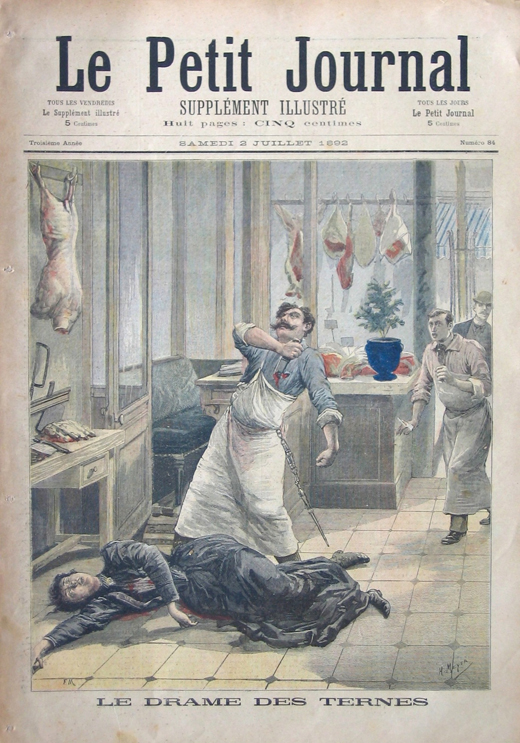 Le Petit Journal
TOUS LES VENDREDIS
Le Supplément illustré
5 Centimes
SUPPLÉMENT ILLUSTRÉ
Huit pages : CINQ centimes
TOUS LES JOURS
Le Petit Journal
5 Centimes
Troisième Année
SAMEDI 2 JUILLET 1892
Numéro 84
LE DRAME DES TERNES